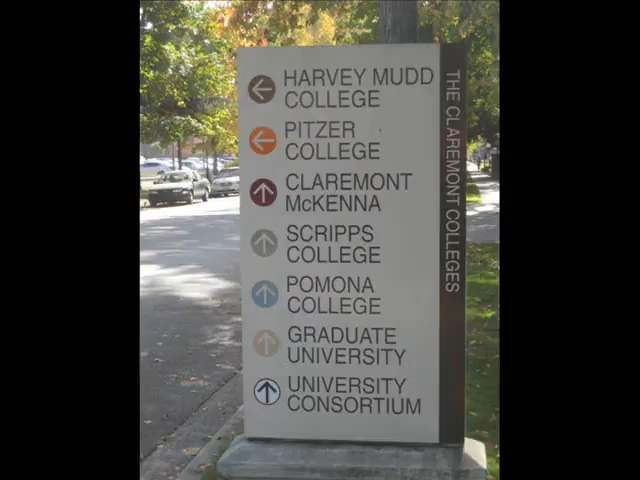 HARVEY MUDD
COLLEGE
PITZER
COLLEGE
CLAREMONT
McKENNA
SCRIPPS
COLLEGE
POMONA
COLLEGE
GRADUATE
UNIVERSITY
UNIVERSITY
CONSORTIUM
THE CLAREMONT COLLEGES